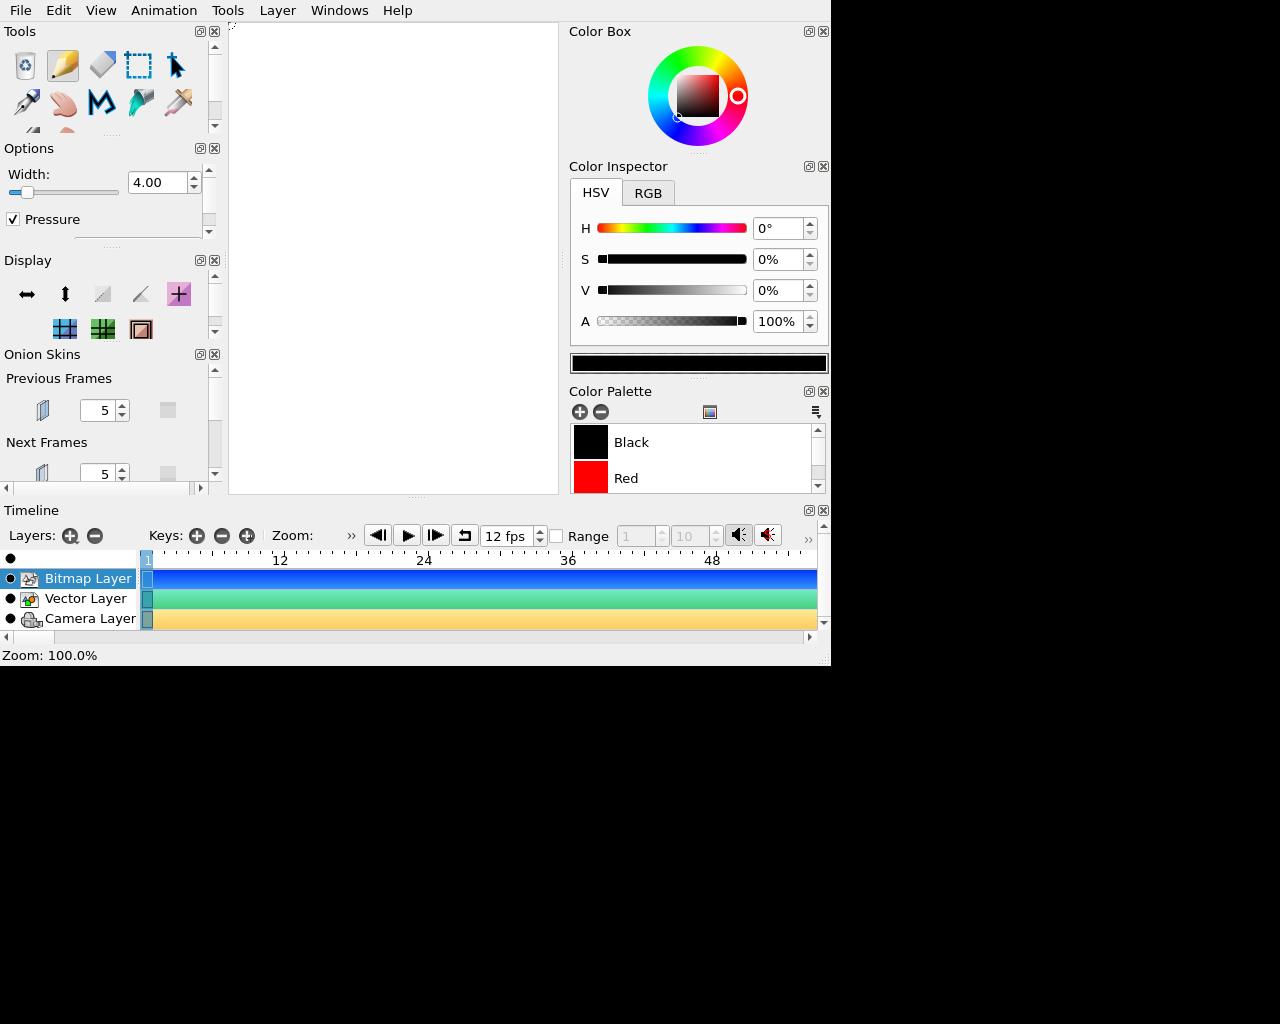 File Edit View Animation Tools Layer Windows Help
Tools
Options
Width:
4.00
Pressure
Display
Onion Skins
Previous Frames
5
Next Frames
5
Color Box
Color Inspector
HSV RGB
H 0°
S 0%
V 0%
A 100%
Color Palette
Black
Red
Timeline
Layers: Keys: Zoom: ›› 12 fps Range 1 10 ››
1 12 24 36 48
Bitmap Layer
Vector Layer
Camera Layer
Zoom: 100.0%